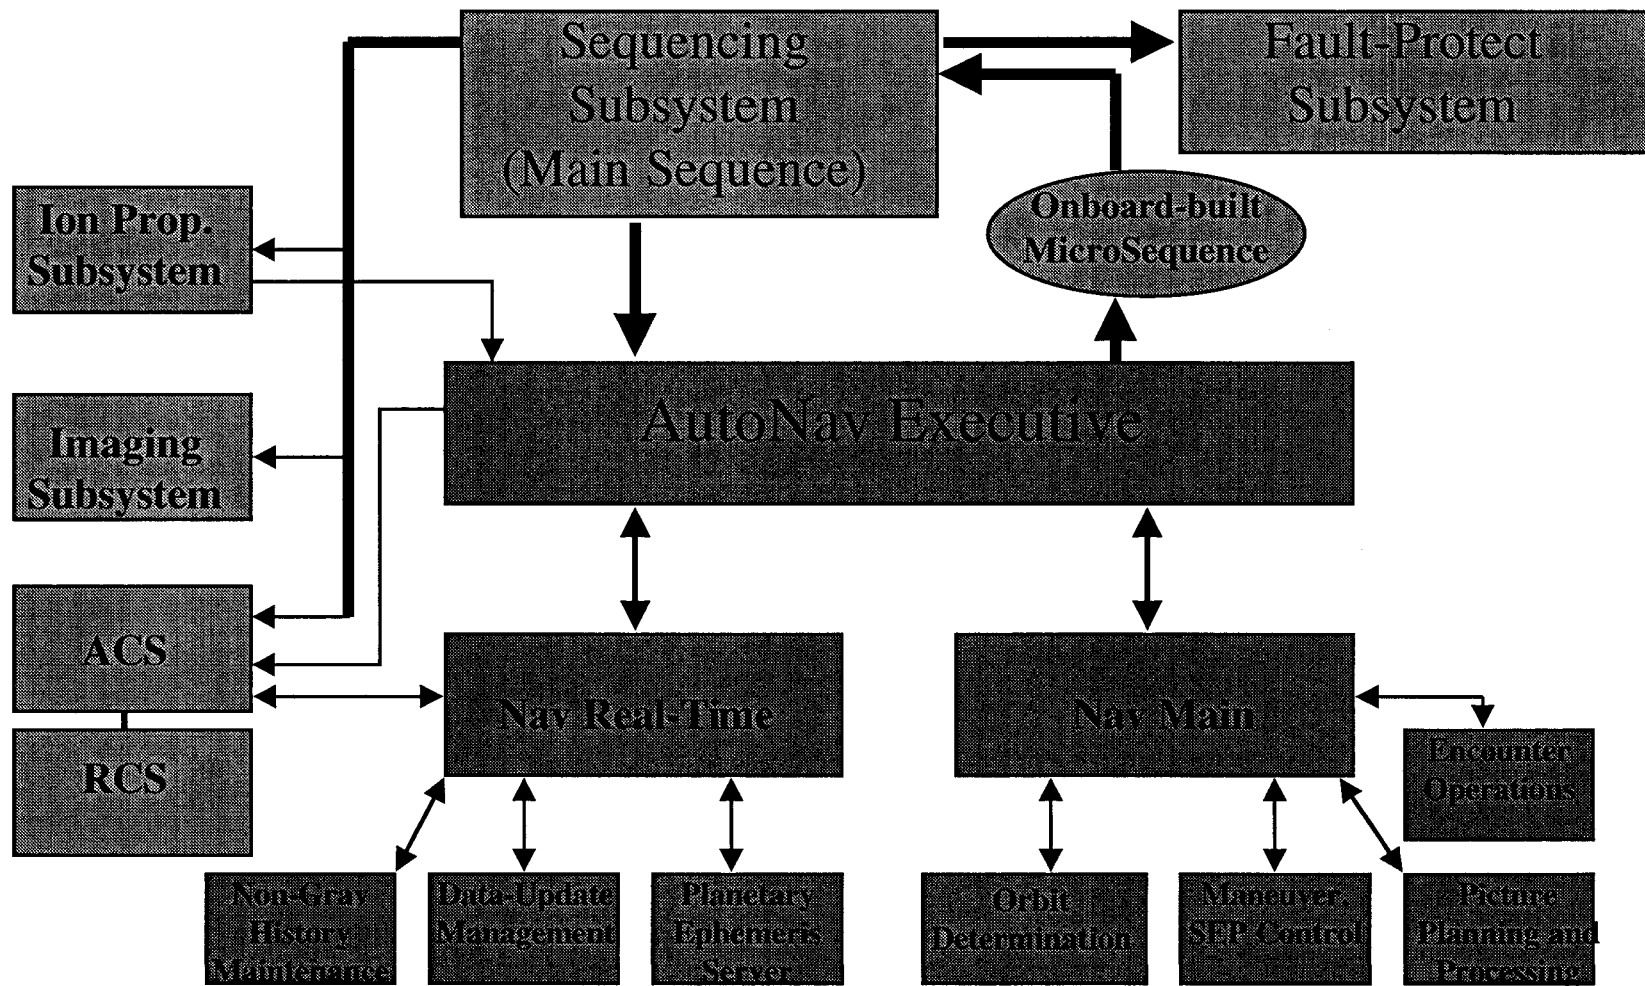 Sequencing
Subsystem
(Main Sequence)
Fault-Protect
Subsystem
Ion Prop.
Subsystem
Onboard-built
MicroSequence
AutoNav Executive
Imaging
Subsystem
ACS
RCS
Nav Real-Time
Nav Main
Encounter
Operations
Non-Grav
History
Maintenance
Data-Update
Management
Planetary
Ephemeris
Server
Orbit
Determination
Maneuver,
SEP Control
Picture
Planning and
Processing